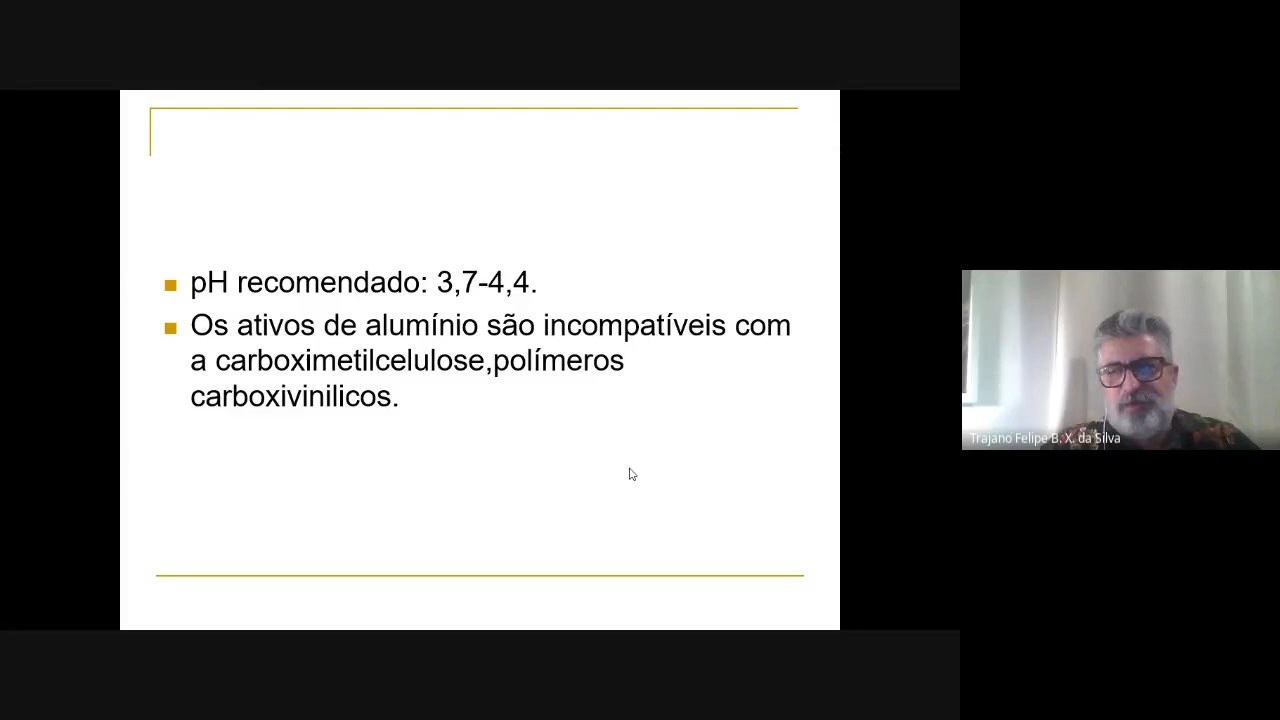 pH recomendado: 3,7-4,4.
Os ativos de alumínio são incompatíveis com
a carboximetilcelulose,polímeros
carboxivinilicos.
Trajano Felipe B. X. da Silva